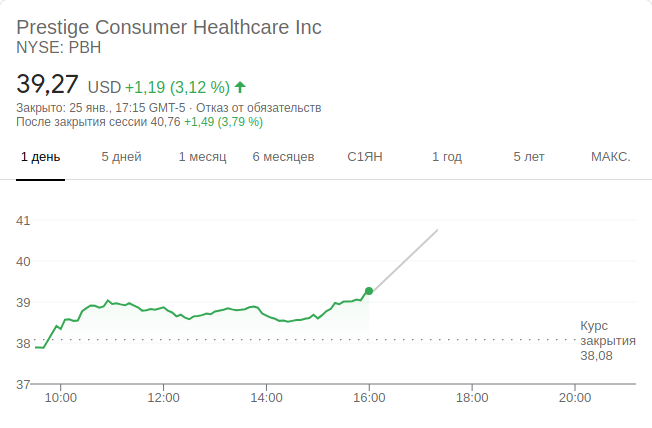 Prestige Consumer Healthcare Inc
NYSE: PBH
39,27 USD +1,19 (3,12 %)
Закрыто: 25 янв., 17:15 GMT-5 · Отказ от обязательств
После закрытия сессии 40,76 +1,49 (3,79 %)
1 день 5 дней 1 месяц 6 месяцев С1ЯН 1 год 5 лет МАКС.
41
40
39
38
37
Курс
закрытия
38,08
10:00 12:00 14:00 16:00 18:00 20:00